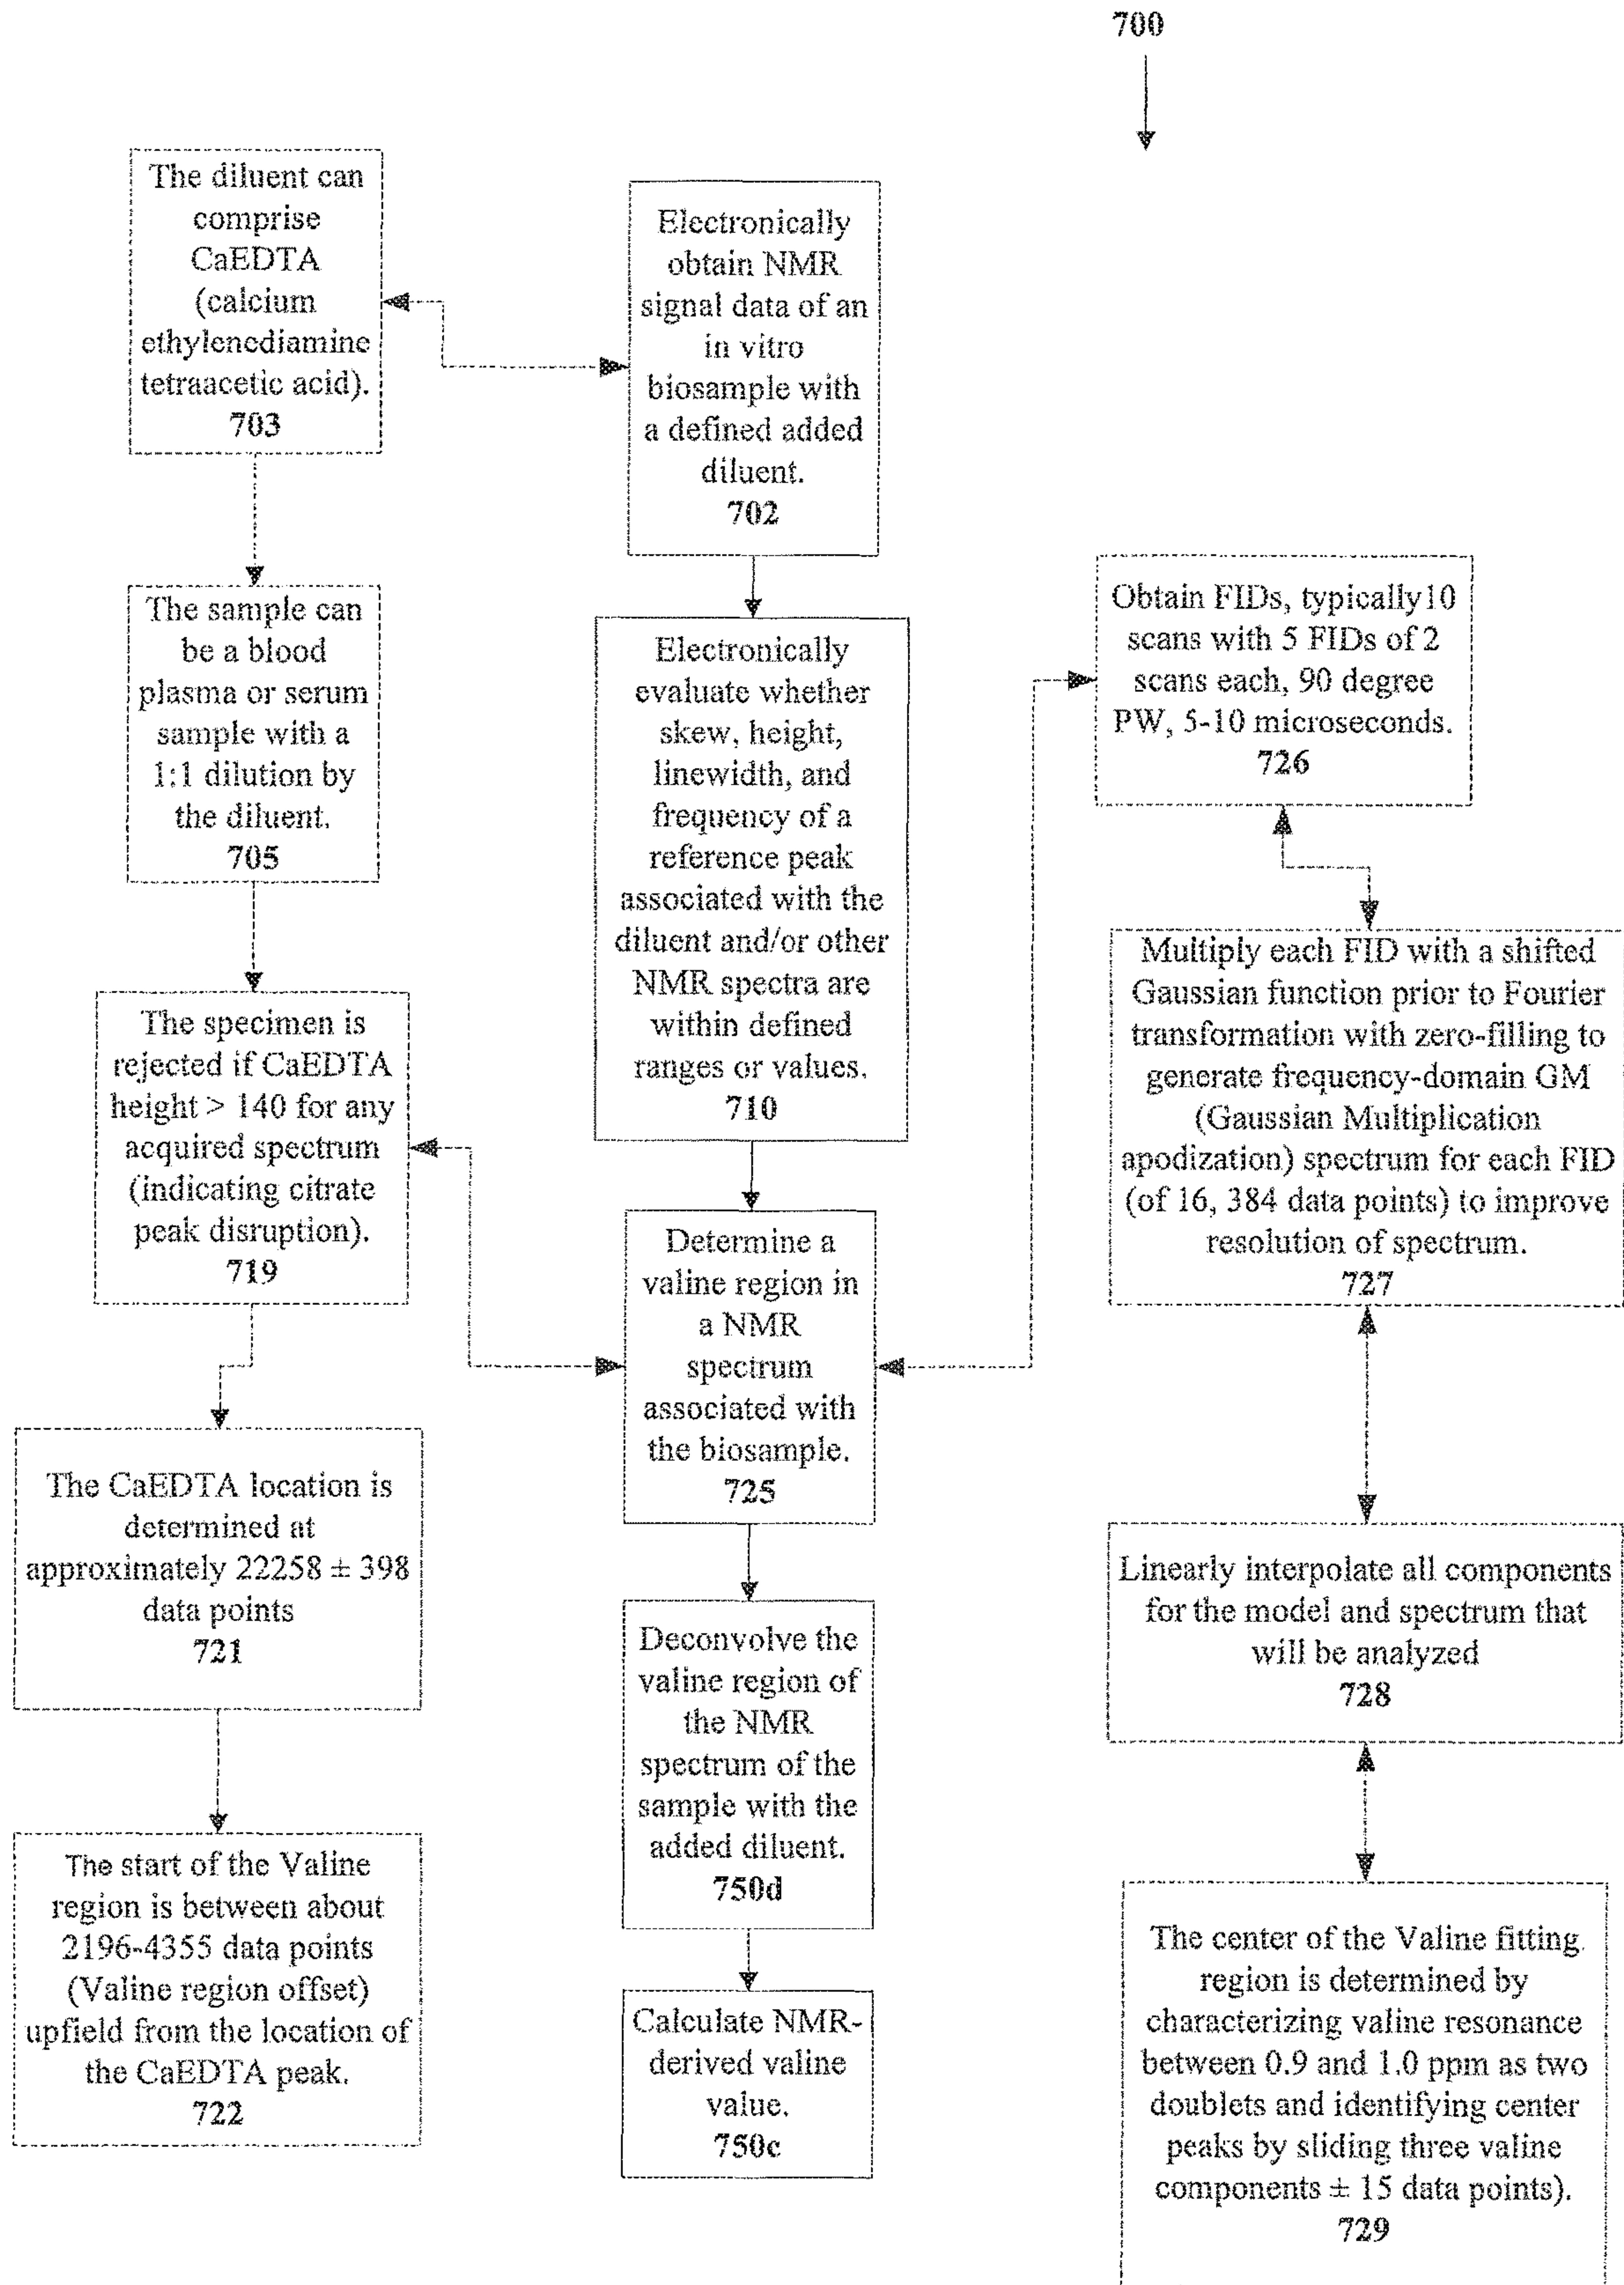 700
The diluent can
comprise
CaEDTA
(calcium
ethylenediamine
tetraacetic acid).
703
Electronically
obtain NMR
signal data of an
in vitro
biosample with
a defined added
diluent.
702
The sample can
be a blood
plasma or serum
sample with a
1:1 dilution by
the diluent.
705
Electronically
evaluate whether
skew, height,
linewidth, and
frequency of a
reference peak
associated with the
diluent and/or other
NMR spectra are
within defined
ranges or values.
710
Obtain FIDs, typically10
scans with 5 FIDs of 2
scans each, 90 degree
PW, 5-10 microseconds.
726
Multiply each FID with a shifted
Gaussian function prior to Fourier
transformation with zero-filling to
generate frequency-domain GM
(Gaussian Multiplication
apodization) spectrum for each FID
(of 16, 384 data points) to improve
resolution of spectrum.
727
The specimen is
rejected if CaEDTA
height > 140 for any
acquired spectrum
(indicating citrate
peak disruption).
719
Determine a
valine region in
a NMR
spectrum
associated with
the biosample.
725
The CaEDTA location is
determined at
approximately 22258 ± 398
data points
721
Linearly interpolate all components
for the model and spectrum that
will be analyzed
728
Deconvolve the
valine region of
the NMR
spectrum of the
sample with the
added diluent.
750d
The start of the Valine
region is between about
2196-4355 data points
(Valine region offset)
upfield from the location of
the CaEDTA peak.
722
Calculate NMR-
derived valine
value.
750c
The center of the Valine fitting
region is determined by
characterizing valine resonance
between 0.9 and 1.0 ppm as two
doublets and identifying center
peaks by sliding three valine
components ± 15 data points).
729